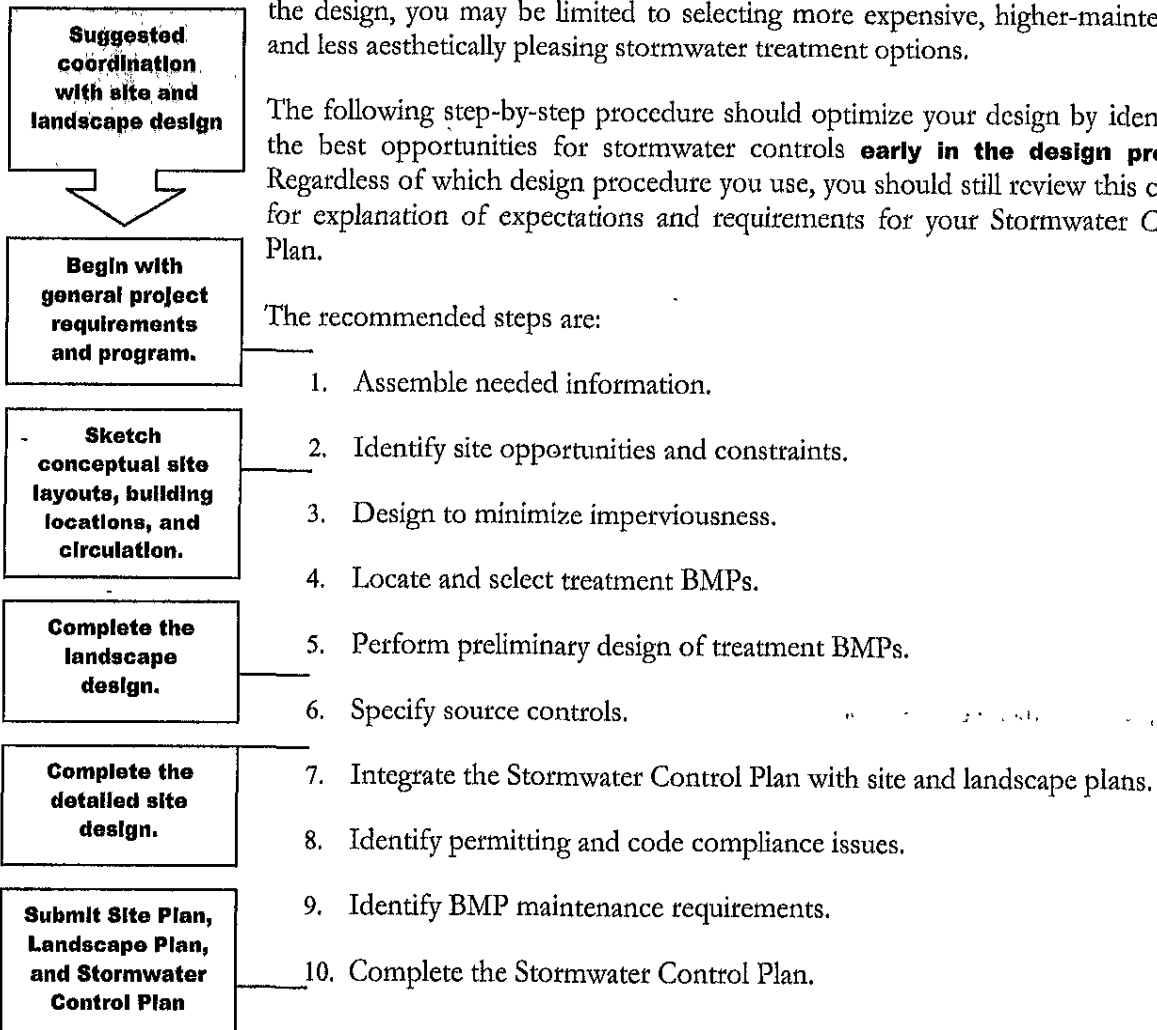 Suggested
coordination
with site and
landscape design
Begin with
general project
requirements
and program.
Sketch
conceptual site
layouts, building
locations, and
circulation.
Complete the
landscape
design.
Complete the
detailed site
design.
Submit Site Plan,
Landscape Plan,
and Stormwater
Control Plan
the design, you may be limited to selecting more expensive, higher-mainte
and less aesthetically pleasing stormwater treatment options.
The following step-by-step procedure should optimize your design by iden
the best opportunities for stormwater controls early in the design pr
Regardless of which design procedure you use, you should still review this c
for explanation of expectations and requirements for your Stormwater C
Plan.
The recommended steps are:
1. Assemble needed information.
2. Identify site opportunities and constraints.
3. Design to minimize imperviousness.
4. Locate and select treatment BMPs.
5. Perform preliminary design of treatment BMPs.
6. Specify source controls.
7. Integrate the Stormwater Control Plan with site and landscape plans.
8. Identify permitting and code compliance issues.
9. Identify BMP maintenance requirements.
10. Complete the Stormwater Control Plan.